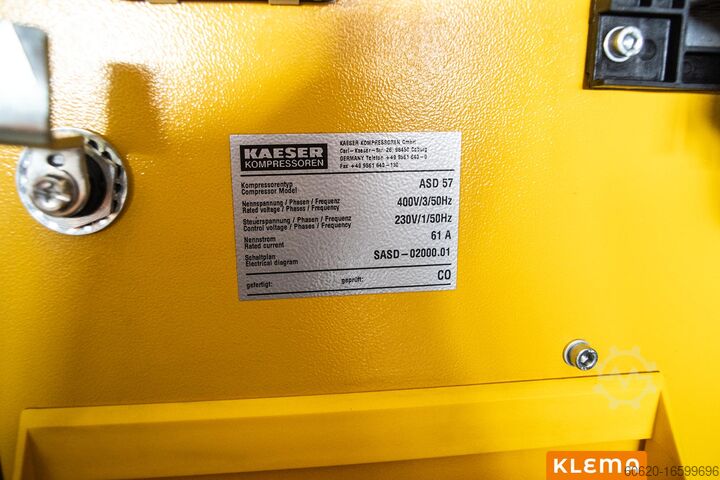 KAESER
KOMPRESSOREN
KAESER KOMPRESSOREN GmbH
Carl-Kaeser-Str. 26, 96450 Coburg
GERMANY Telefon +49 9561 640-0
Fax +49 9561 640-130
Kompressorentyp
Compressor Model
ASD 57
Nennspannung / Phasen / Frequenz
Rated voltage / Phases / Frequency
400V/3/50Hz
Steuerspannung / Phasen / Frequenz
Control voltage / Phases / Frequency
230V/1/50Hz
Nennstrom
Rated current
61 A
Schaltplan
Electrical diagram
SASD-02000.01
gefertigt:
geprüft:
CO
KLEMO
60620-16599696